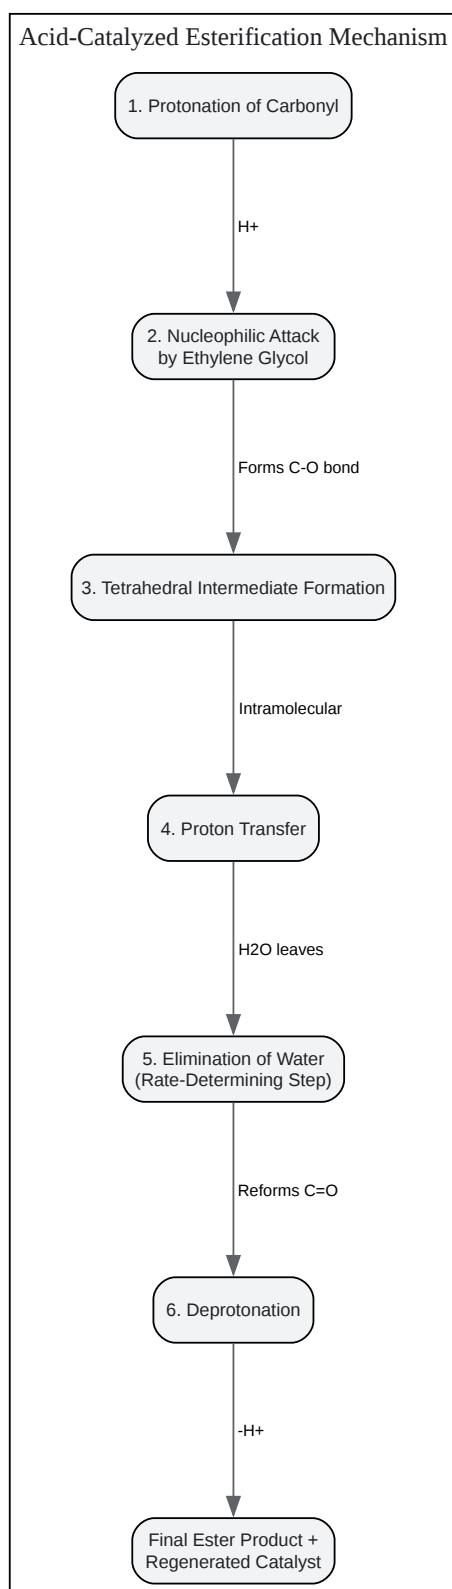 Acid-Catalyzed Esterification Mechanism
1. Protonation of Carbonyl
H+
2. Nucleophilic Attack
by Ethylene Glycol
Forms C-O bond
3. Tetrahedral Intermediate Formation
Intramolecular
4. Proton Transfer
H2O leaves
5. Elimination of Water
(Rate-Determining Step)
Reforms C=O
6. Deprotonation
-H+
Final Ester Product +
Regenerated Catalyst